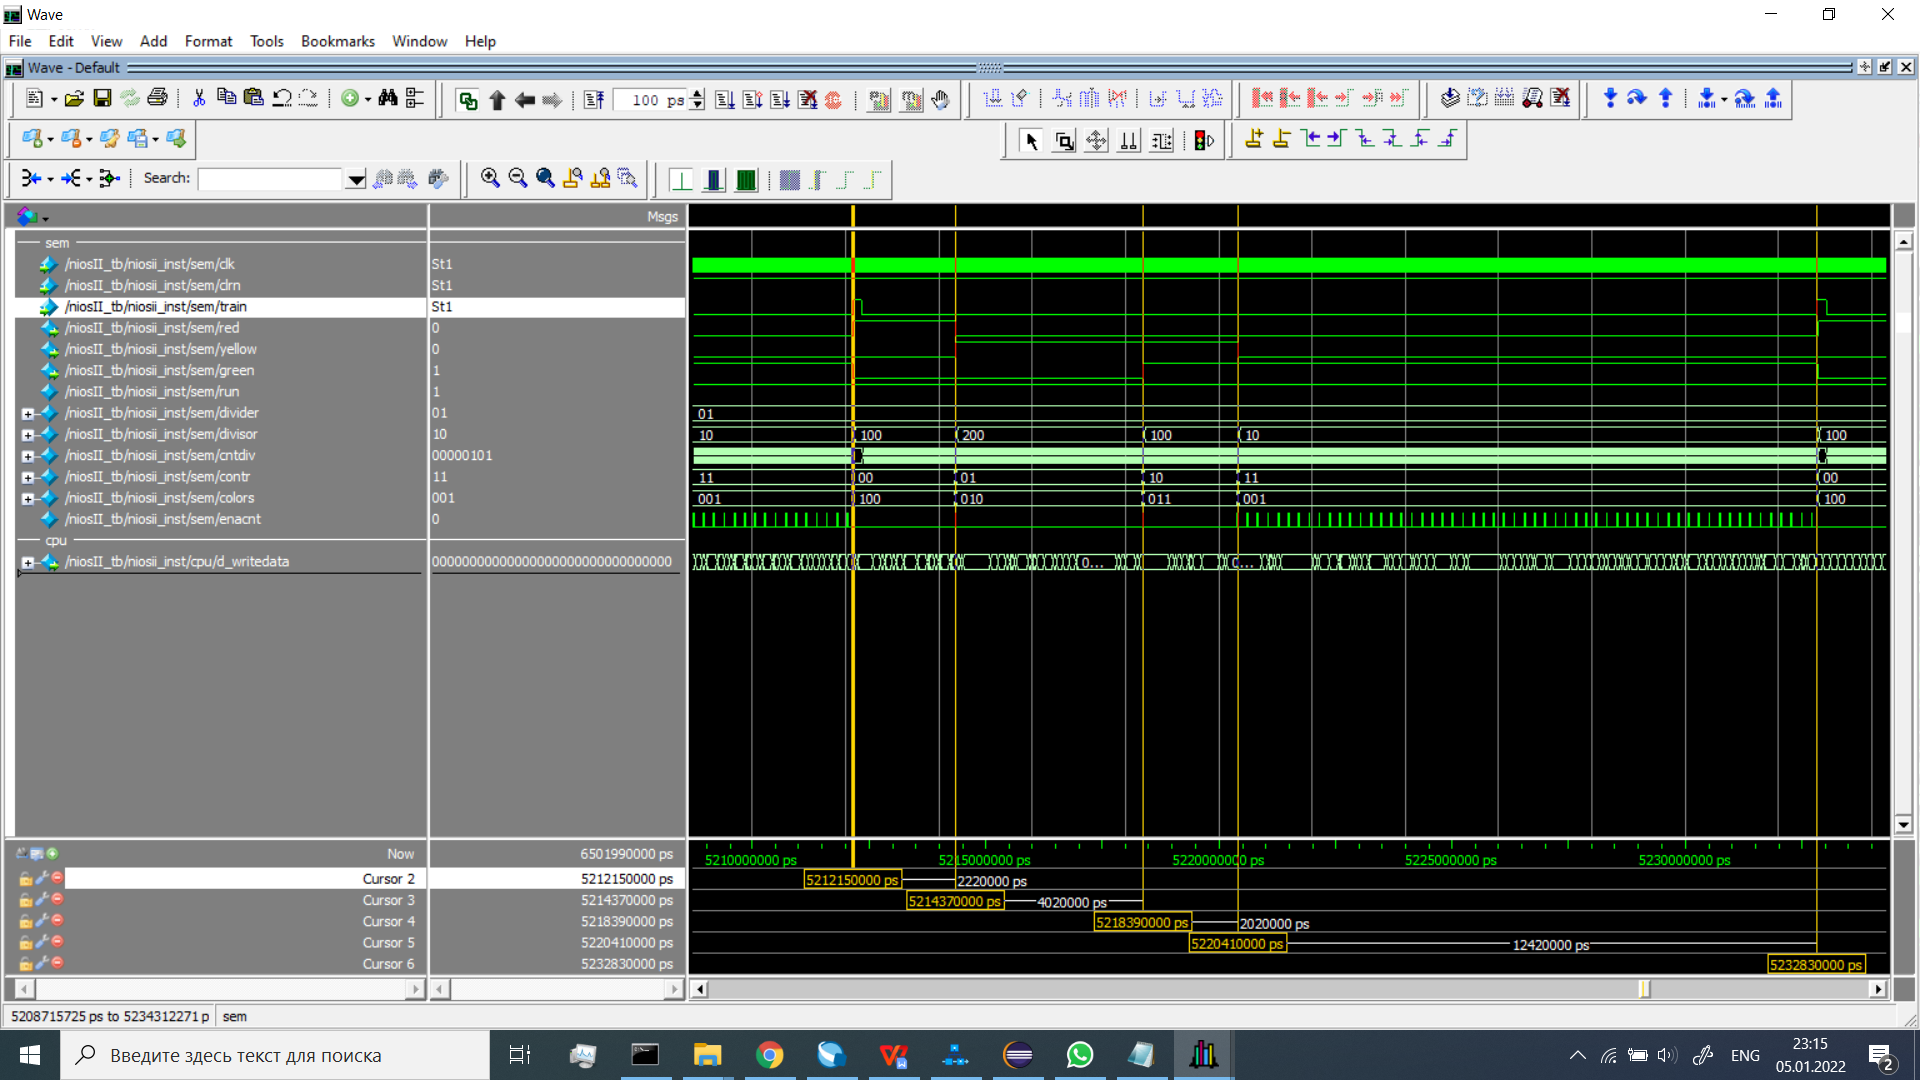 Wave
File Edit View Add Format Tools Bookmarks Window Help
Wave - Default
100 ps
Search:
Msgs
sem
/niosII_tb/niosii_inst/sem/clk St1
/niosII_tb/niosii_inst/sem/clrn St1
/niosII_tb/niosii_inst/sem/train St1
/niosII_tb/niosii_inst/sem/red 0
/niosII_tb/niosii_inst/sem/yellow 0
/niosII_tb/niosii_inst/sem/green 1
/niosII_tb/niosii_inst/sem/run 1
/niosII_tb/niosii_inst/sem/divider 01 01
/niosII_tb/niosii_inst/sem/divisor 10 10 100 200 100 10 100
/niosII_tb/niosii_inst/sem/cntdiv 00000101
/niosII_tb/niosii_inst/sem/contr 11 11 00 01 10 11 00
/niosII_tb/niosii_inst/sem/colors 001 001 100 010 011 001 100
/niosII_tb/niosii_inst/sem/enacnt 0
cpu
/niosII_tb/niosii_inst/cpu/d_writedata 00000000000000000000000000000000 0... 0...
Now 6501990000 ps 5210000000 ps 5215000000 ps 5220000000 ps 5225000000 ps 5230000000 ps
Cursor 2 5212150000 ps 5212150000 ps 2220000 ps
Cursor 3 5214370000 ps 5214370000 ps 4020000 ps
Cursor 4 5218390000 ps 5218390000 ps 2020000 ps
Cursor 5 5220410000 ps 5220410000 ps 12420000 ps
Cursor 6 5232830000 ps 5232830000 ps
5208715725 ps to 5234312271 p sem
Введите здесь текст для поиска
ENG
23:15
05.01.2022
2